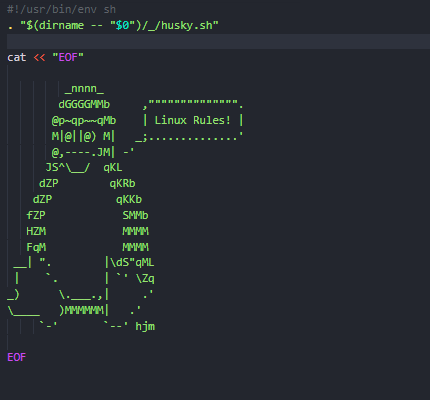 #!/usr/bin/env sh
. "$(dirname -- "$0")/_/husky.sh"

cat << "EOF"

         _nnnn_
        dGGGGMMb     ,"""""""""""""".
       @p~qp~~qMb    | Linux Rules! |
       M|@||@) M|   _;..............'
       @,----.JM| -'
      JS^\__/  qKL
     dZP        qKRb
    dZP          qKKb
   fZP            SMMb
   HZM            MMMM
   FqM            MMMM
 __| ".        |\dS"qML
 |    `.       | `' \Zq
_)      \.___.,|     .'
\____   )MMMMMM|   .'
     `-'       `--' hjm

EOF